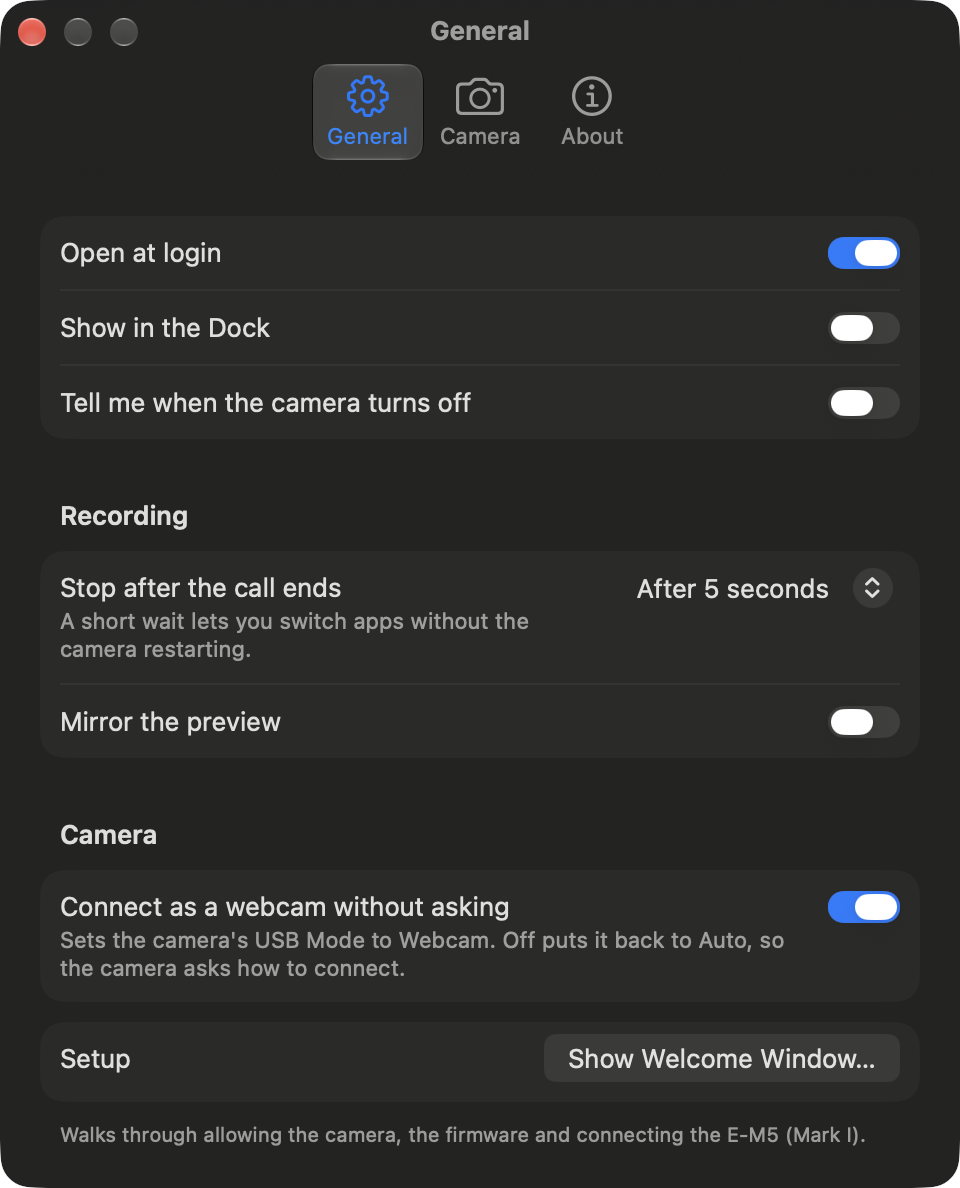 General
General
Camera
About
Open at login
Show in the Dock
Tell me when the camera turns off
Recording
Stop after the call ends
After 5 seconds
A short wait lets you switch apps without the
camera restarting.
Mirror the preview
Camera
Connect as a webcam without asking
Sets the camera's USB Mode to Webcam. Off puts it back to Auto, so
the camera asks how to connect.
Setup
Show Welcome Window...
Walks through allowing the camera, the firmware and connecting the E-M5 (Mark I).